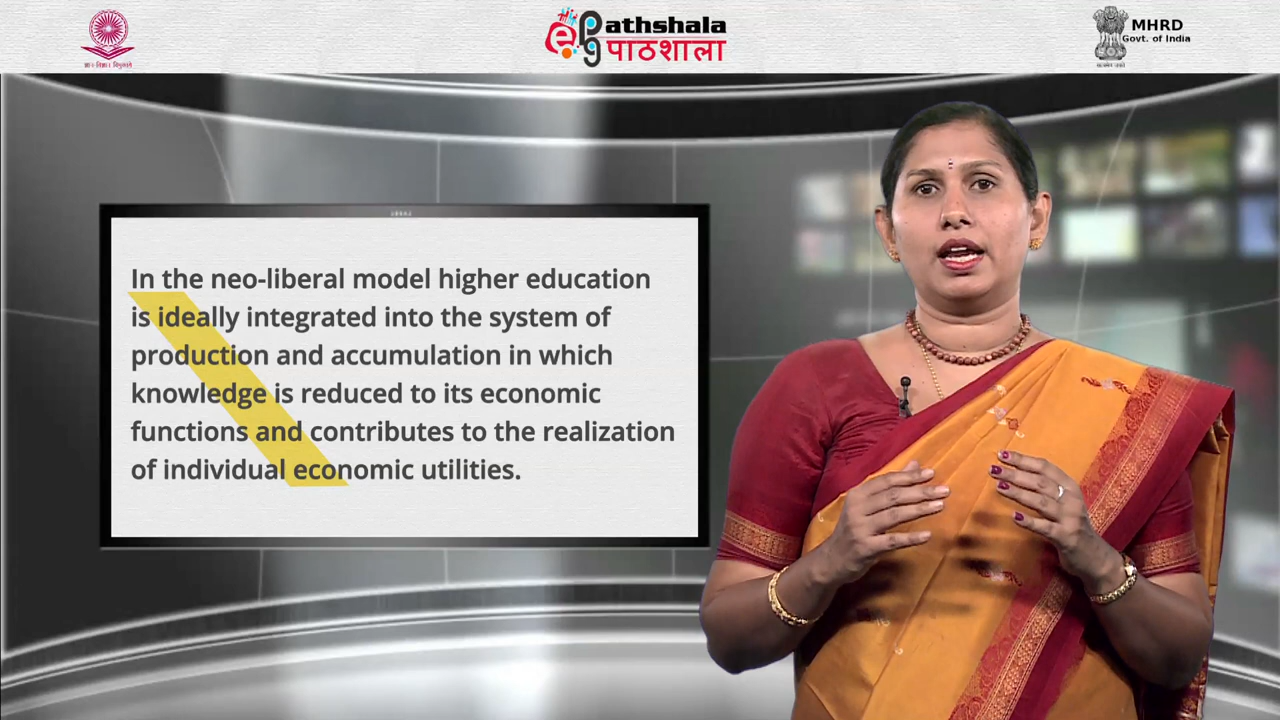 ePathshala
पाठशाला
MHRD
Govt. of India
In the neo-liberal model higher education
is ideally integrated into the system of
production and accumulation in which
knowledge is reduced to its economic
functions and contributes to the realization
of individual economic utilities.